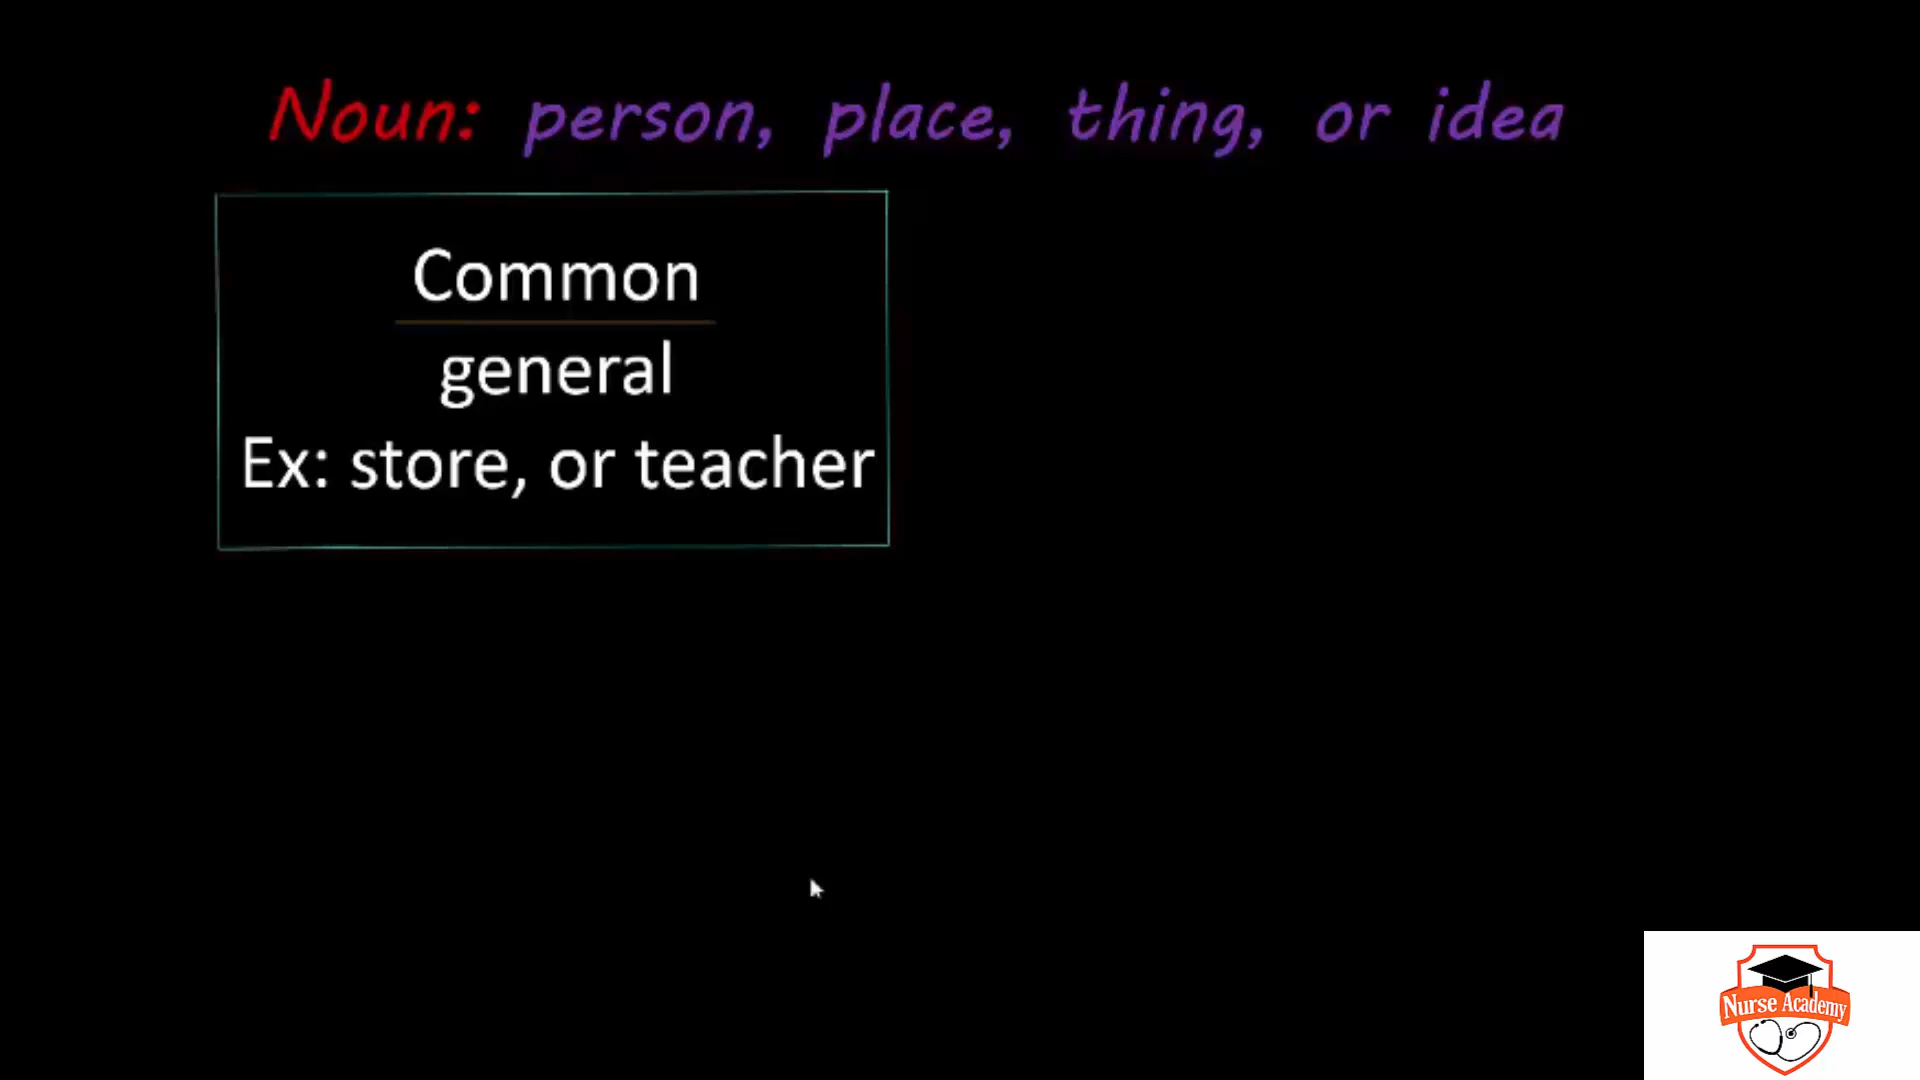 Noun: person, place, thing, or idea
Common
general
Ex: store, or teacher
Nurse Academy